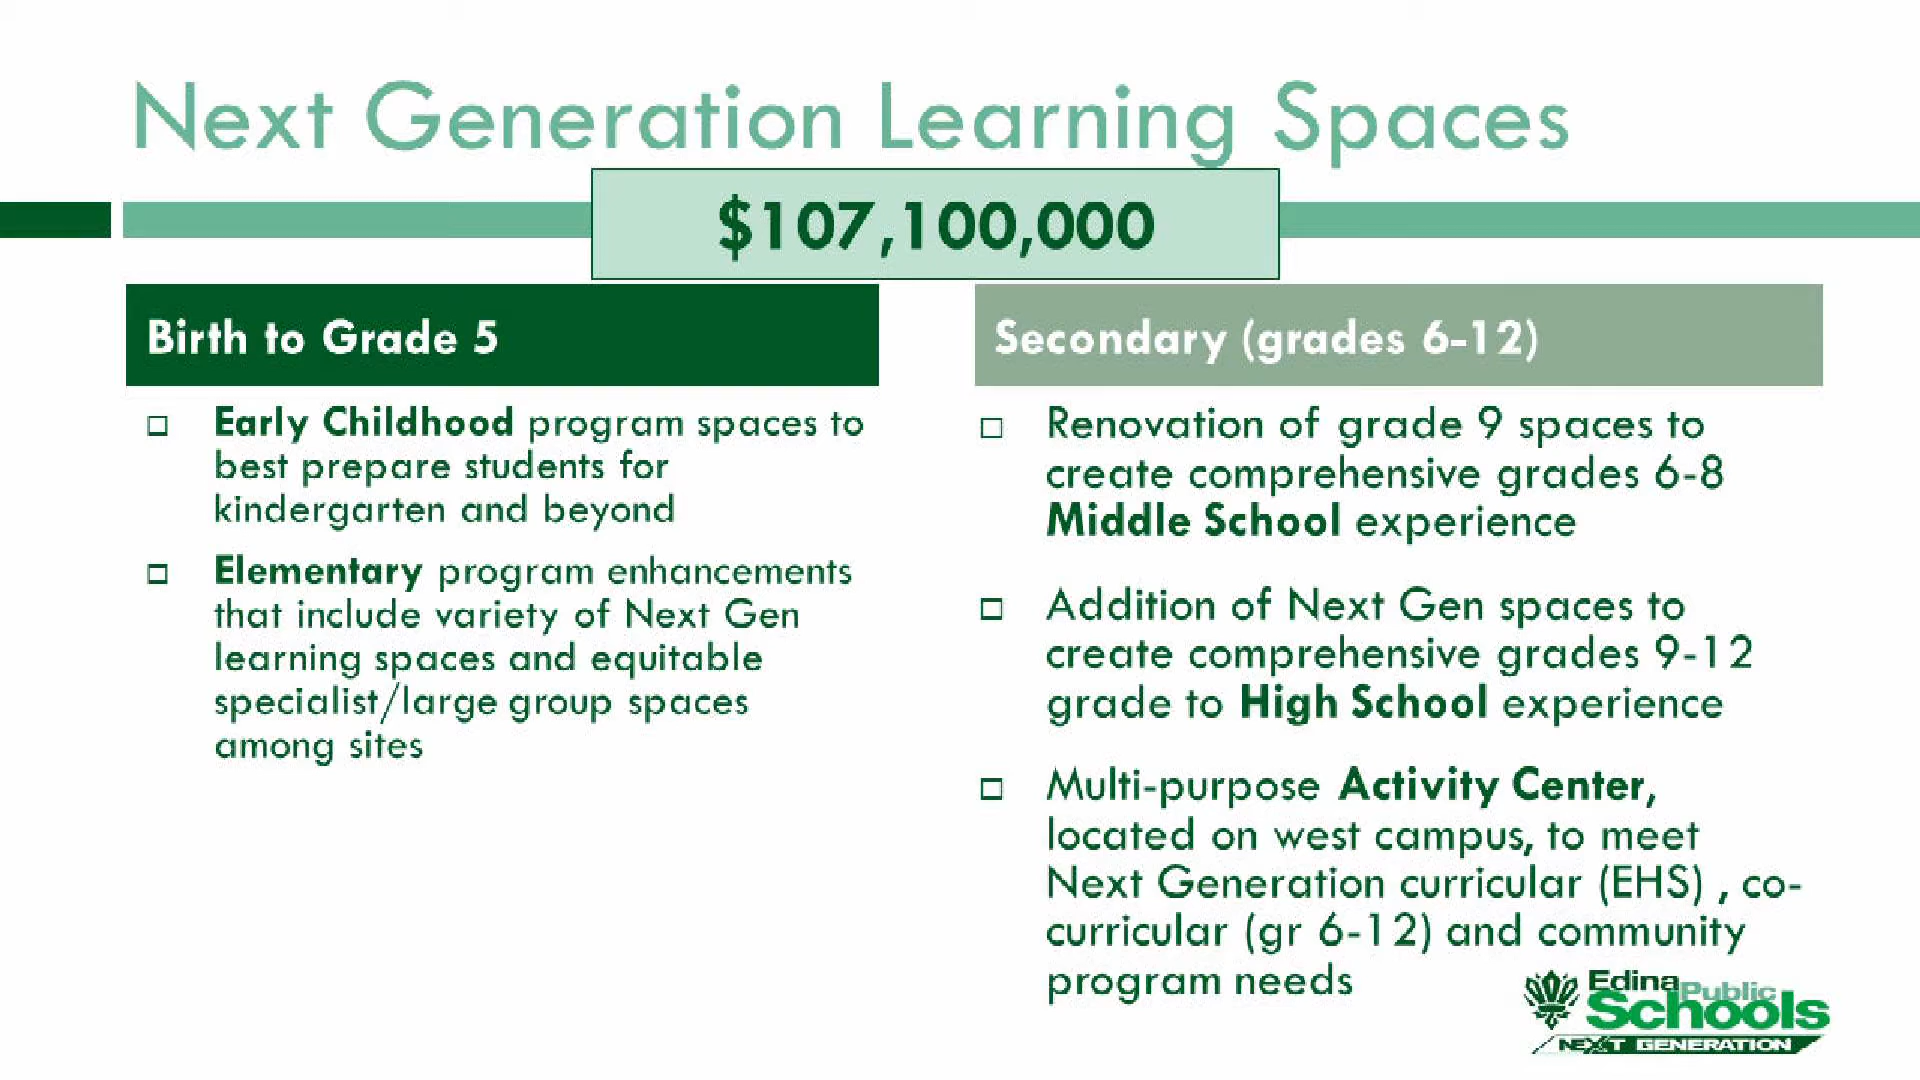 Next Generation Learning Spaces
$107,100,000
Birth to Grade 5
Early Childhood program spaces to
best prepare students for
kindergarten and beyond
Elementary program enhancements
that include variety of Next Gen
learning spaces and equitable
specialist/large group spaces
among sites
Secondary (grades 6-12)
Renovation of grade 9 spaces to
create comprehensive grades 6-8
Middle School experience
Addition of Next Gen spaces to
create comprehensive grades 9-12
grade to High School experience
Multi-purpose Activity Center,
located on west campus, to meet
Next Generation curricular (EHS) , co-
curricular (gr 6-12) and community
program needs
Edina Public
Schools
NEXT GENERATION